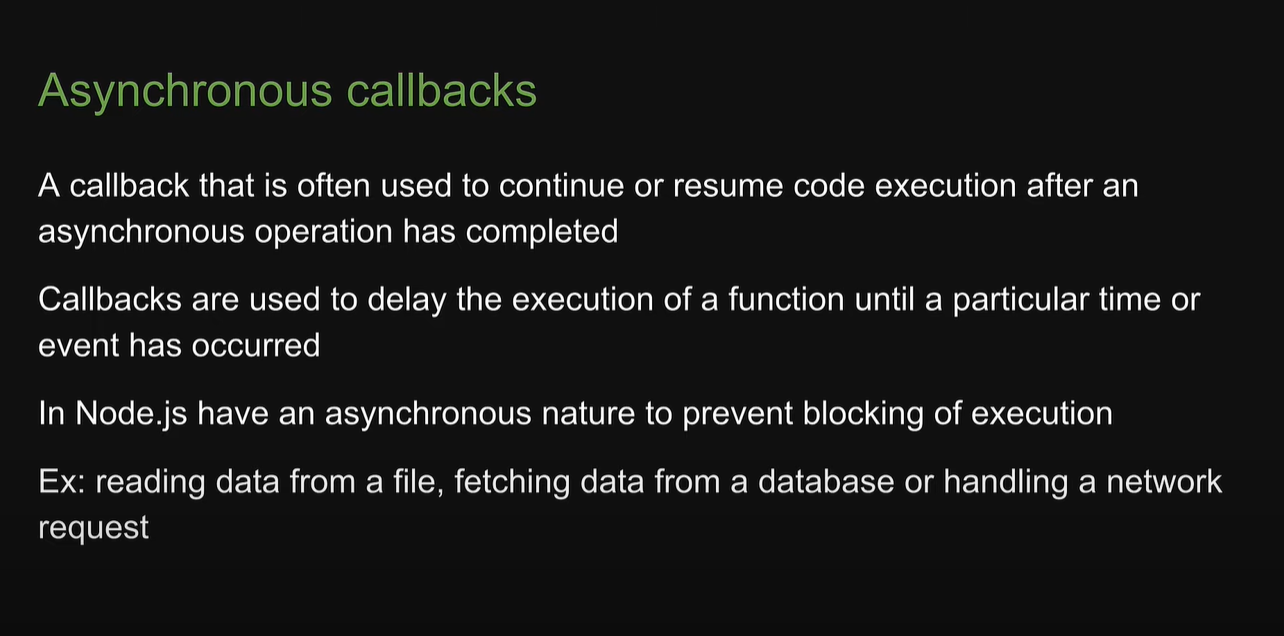 Asynchronous callbacks
A callback that is often used to continue or resume code execution after an
asynchronous operation has completed
Callbacks are used to delay the execution of a function until a particular time or
event has occurred
In Node.js have an asynchronous nature to prevent blocking of execution
Ex: reading data from a file, fetching data from a database or handling a network
request